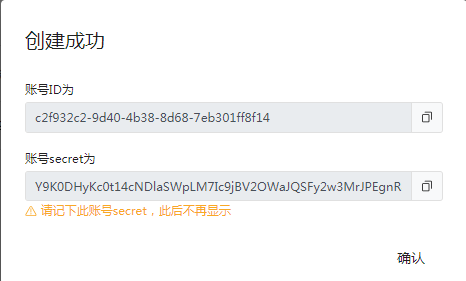 创建成功
账号ID为
c2f932c2-9d40-4b38-8d68-7eb301ff8f14
账号secret为
Y9K0DHyKc0t14cNDlaSWpLM7Ic9jBV2OWaJQSFy2w3MrJPEgnR
请记下此账号secret，此后不再显示
确认